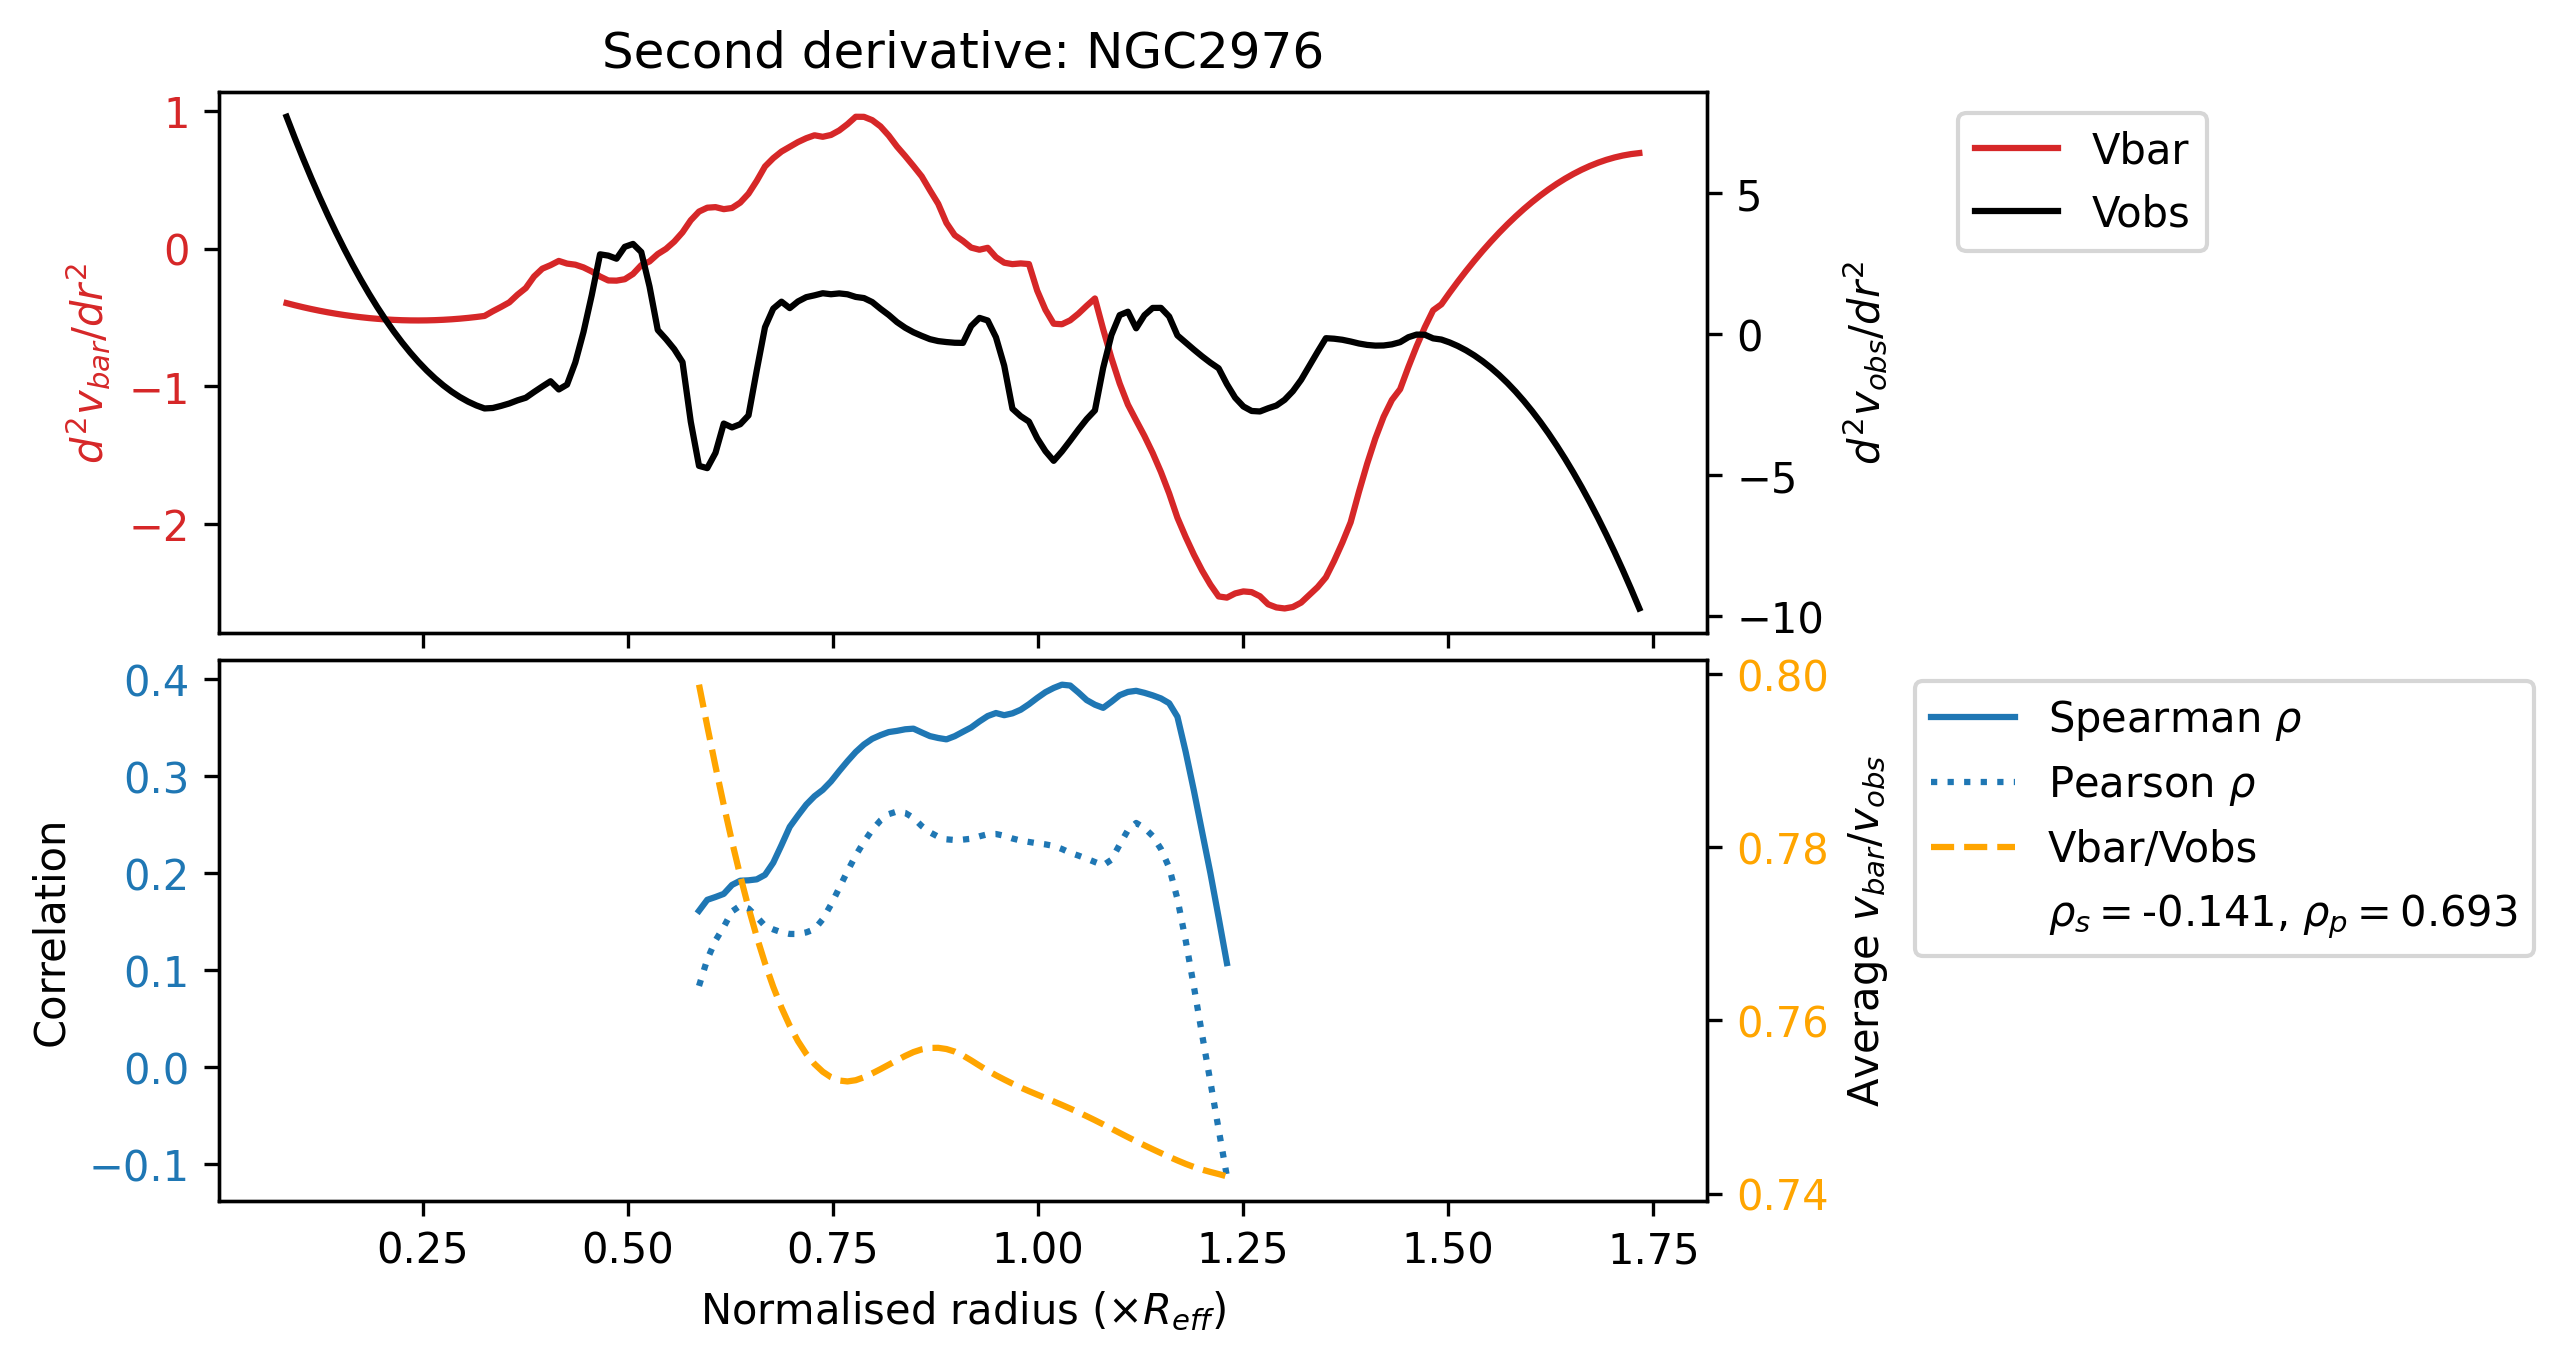 Second derivative: NGC2976
1
0
−1
−2
d²v_bar/dr²
5
0
−5
−10
d²v_obs/dr²
Vbar
Vobs
0.4
0.3
0.2
0.1
0.0
−0.1
Correlation
0.80
0.78
0.76
0.74
Average v_bar/v_obs
Spearman ρ
Pearson ρ
Vbar/Vobs
ρ_s = -0.141, ρ_p = 0.693
0.25 0.50 0.75 1.00 1.25 1.50 1.75
Normalised radius (×R_eff)